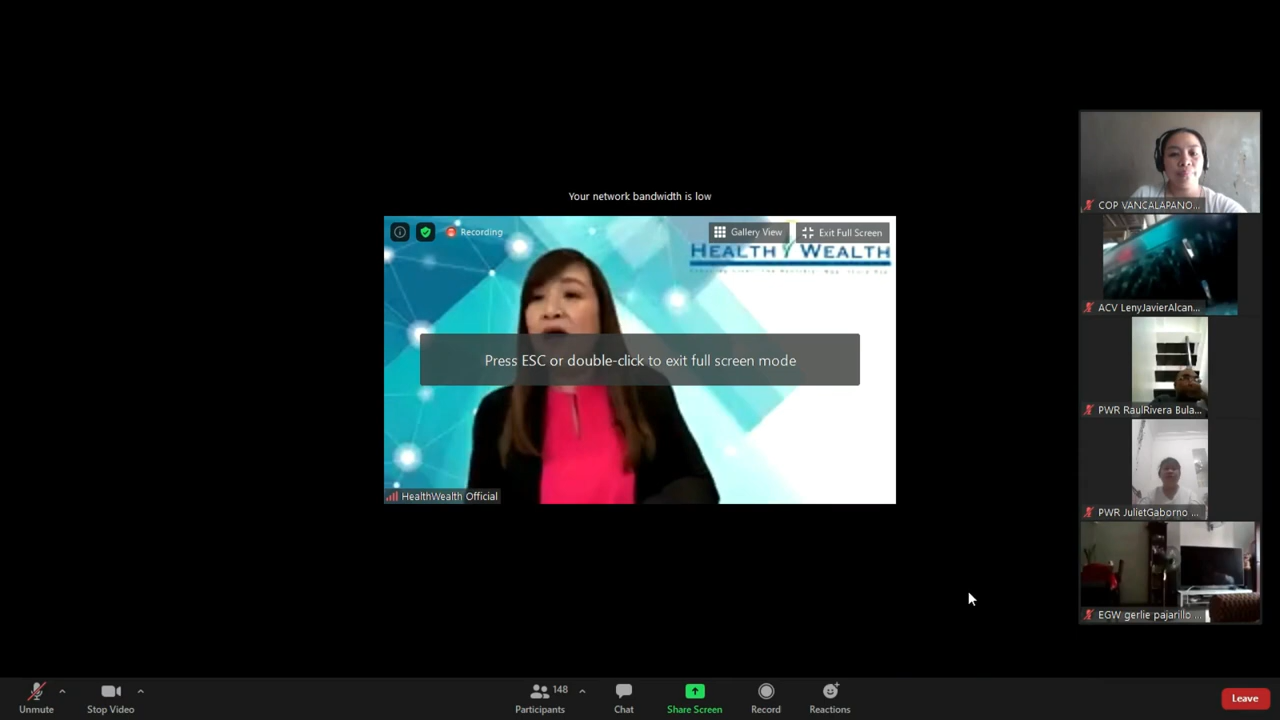 Your network bandwidth is low
Recording
Gallery View
Exit Full Screen
HEALTH WEALTH
Press ESC or double-click to exit full screen mode
HealthWealth Official
COP VANCALAPANO...
ACV LenyJavierAlcan...
PWR RaulRivera Bula...
PWR JulietGaborno ...
EGW gerlie pajarillo ...
Unmute
Stop Video
148
Participants
Chat
Share Screen
Record
Reactions
Leave